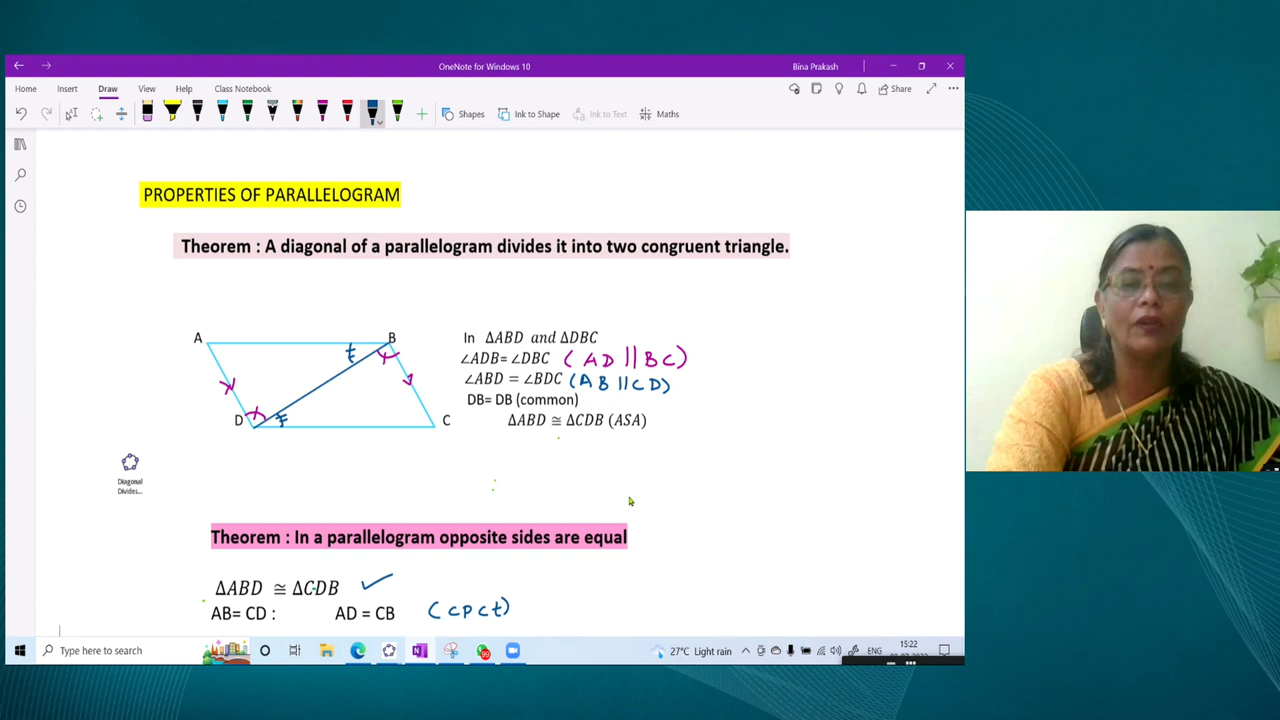 OneNote for Windows 10
Bina Prakash
Home Insert Draw View Help Class Notebook
Share
Shapes Ink to Shape Ink to Text Maths
PROPERTIES OF PARALLELOGRAM
Theorem : A diagonal of a parallelogram divides it into two congruent triangle.
A B
D C
In ΔABD and ΔDBC
∠ADB= ∠DBC (AD || BC)
∠ABD = ∠BDC (AB || CD)
DB= DB (common)
ΔABD ≅ ΔCDB (ASA)
Diagonal
Divides...
Theorem : In a parallelogram opposite sides are equal
ΔABD ≅ ΔCDB
AB= CD : AD = CB (cpct)
Type here to search
99
27°C Light rain
ENG
15:22